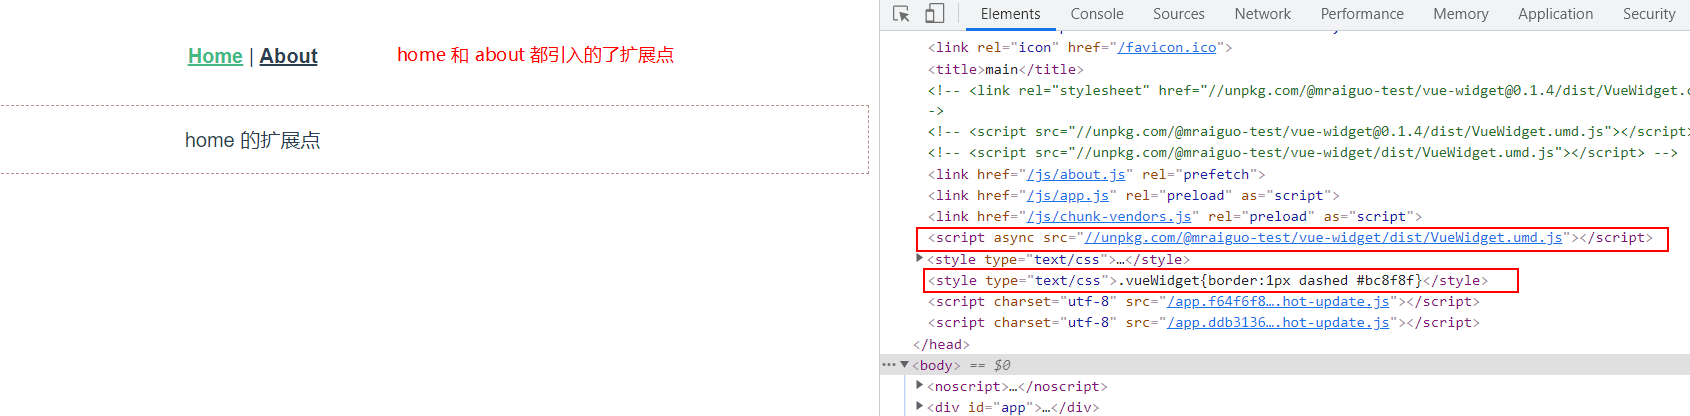 Home | About
home 和 about 都引入的了扩展点
home 的扩展点
Elements Console Sources Network Performance Memory Application Security
<link rel="icon" href="/favicon.ico">
<title>main</title>
<!-- <link rel="stylesheet" href="//unpkg.com/@mraiguo-test/vue-widget@0.1.4/dist/VueWidget.c
-->
<!-- <script src="//unpkg.com/@mraiguo-test/vue-widget@0.1.4/dist/VueWidget.umd.js"></script>
<!-- <script src="//unpkg.com/@mraiguo-test/vue-widget/dist/VueWidget.umd.js"></script> -->
<link href="/js/about.js" rel="prefetch">
<link href="/js/app.js" rel="preload" as="script">
<link href="/js/chunk-vendors.js" rel="preload" as="script">
<script async src="//unpkg.com/@mraiguo-test/vue-widget/dist/VueWidget.umd.js"></script>
<style type="text/css">…</style>
<style type="text/css">.vueWidget{border:1px dashed #bc8f8f}</style>
<script charset="utf-8" src="/app.f64f6f8….hot-update.js"></script>
<script charset="utf-8" src="/app.ddb3136….hot-update.js"></script>
</head>
<body> == $0
<noscript>…</noscript>
<div id="app">…</div>